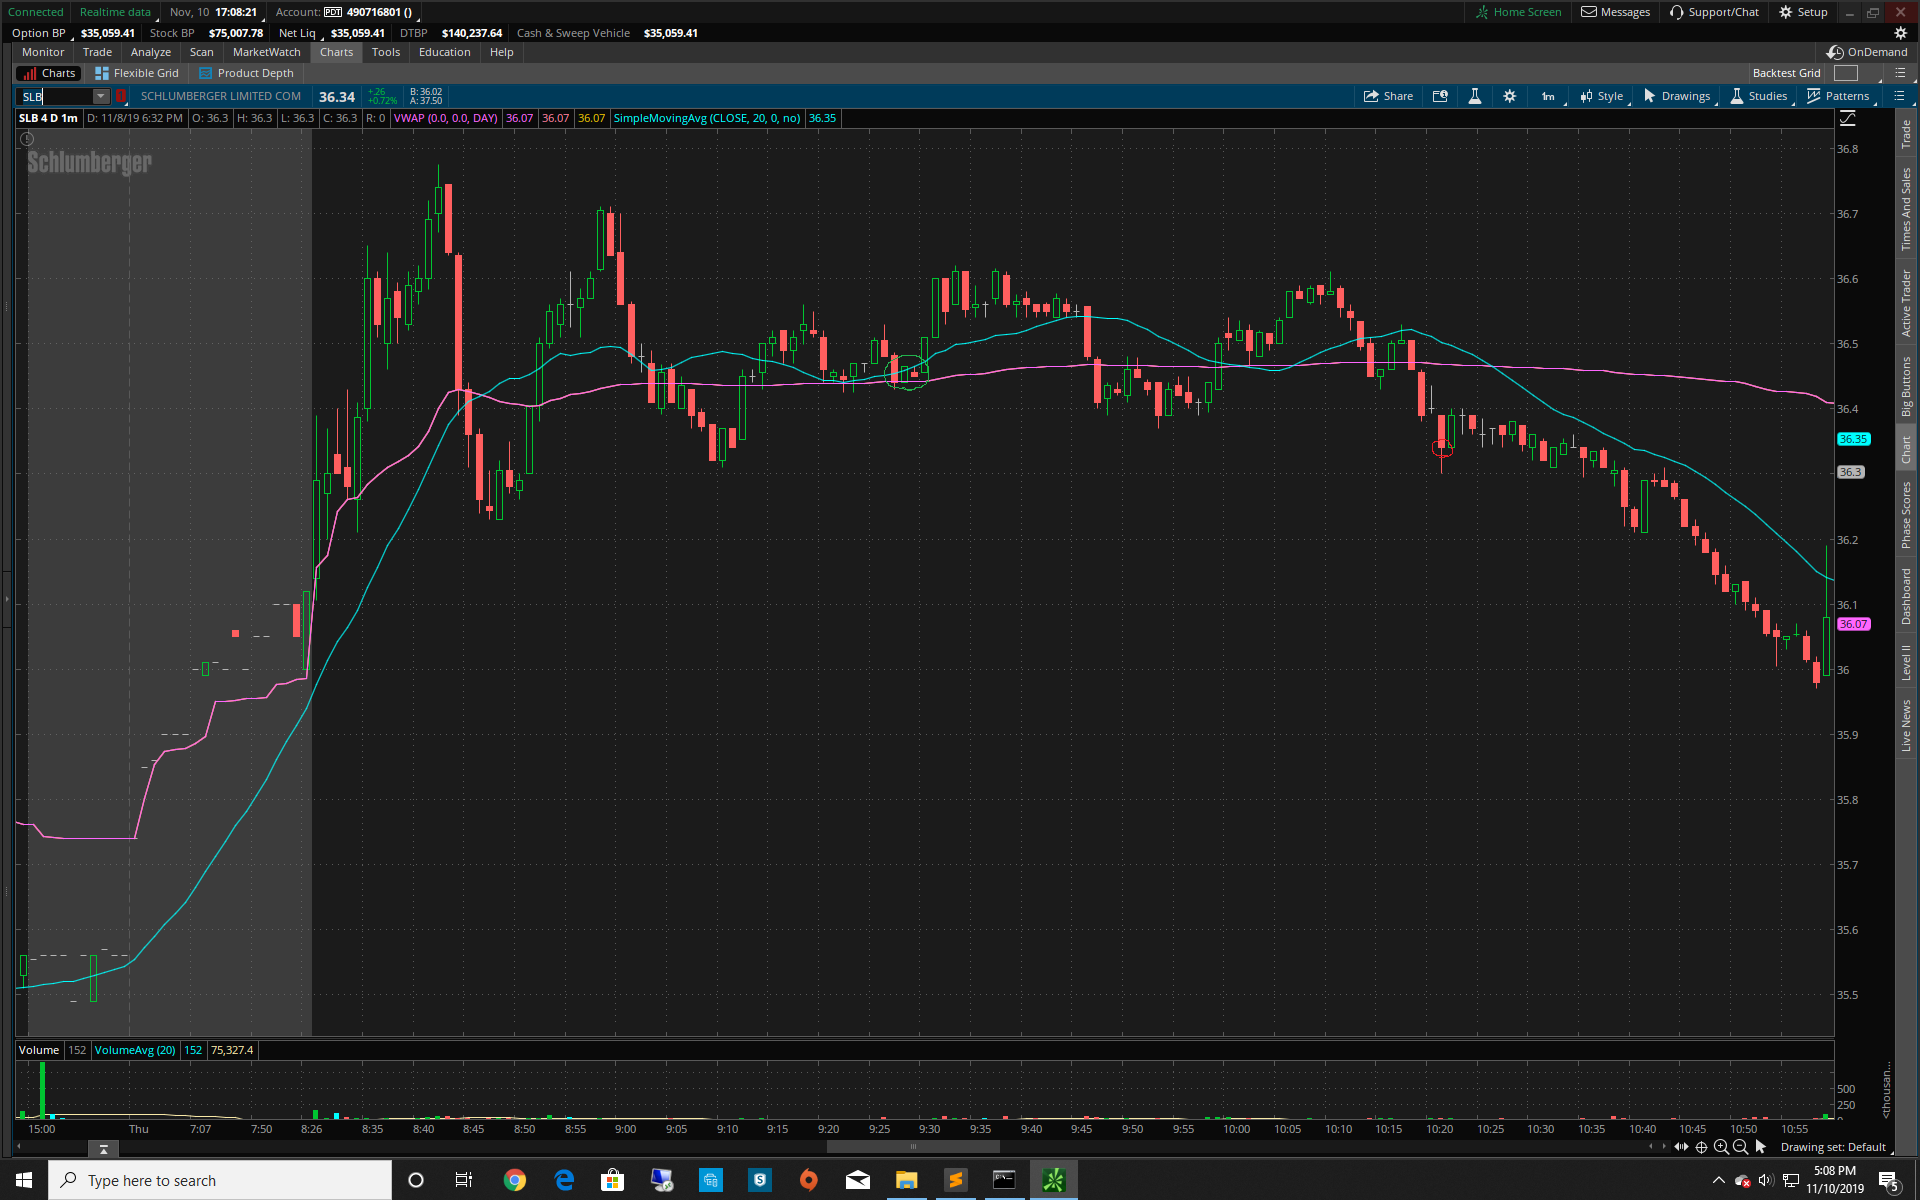 Connected Realtime data Nov, 10 17:08:21 Account: PDT 490716801 () Home Screen Messages Support/Chat Setup
Option BP $35,059.41 Stock BP $75,007.78 Net Liq $35,059.41 DTBP $140,237.64 Cash & Sweep Vehicle $35,059.41
Monitor Trade Analyze Scan MarketWatch Charts Tools Education Help OnDemand
Charts Flexible Grid Product Depth Backtest Grid
SLB SCHLUMBERGER LIMITED COM 36.34 +.26 +0.72% B: 36.02 A: 37.50 Share 1m Style Drawings Studies Patterns
SLB 4 D 1m D: 11/8/19 6:32 PM O: 36.3 H: 36.3 L: 36.3 C: 36.3 R: 0 VWAP (0.0, 0.0, DAY) 36.07 36.07 36.07 SimpleMovingAvg (CLOSE, 20, 0, no) 36.35
Schlumberger
36.8
36.7
36.6
36.5
36.4
36.35
36.3
36.2
36.1
36.07
36
35.9
35.8
35.7
35.6
35.5
Trade
Times And Sales
Active Trader
Big Buttons
Chart
Phase Scores
Dashboard
Level II
Live News
Volume 152 VolumeAvg (20) 152 75,327.4
500
250
<thousan...
15:00 Thu 7:07 7:50 8:26 8:35 8:40 8:45 8:50 8:55 9:00 9:05 9:10 9:15 9:20 9:25 9:30 9:35 9:40 9:45 9:50 9:55 10:00 10:05 10:10 10:15 10:20 10:25 10:30 10:35 10:40 10:45 10:50 10:55
Drawing set: Default
Type here to search
5:08 PM
11/10/2019
5